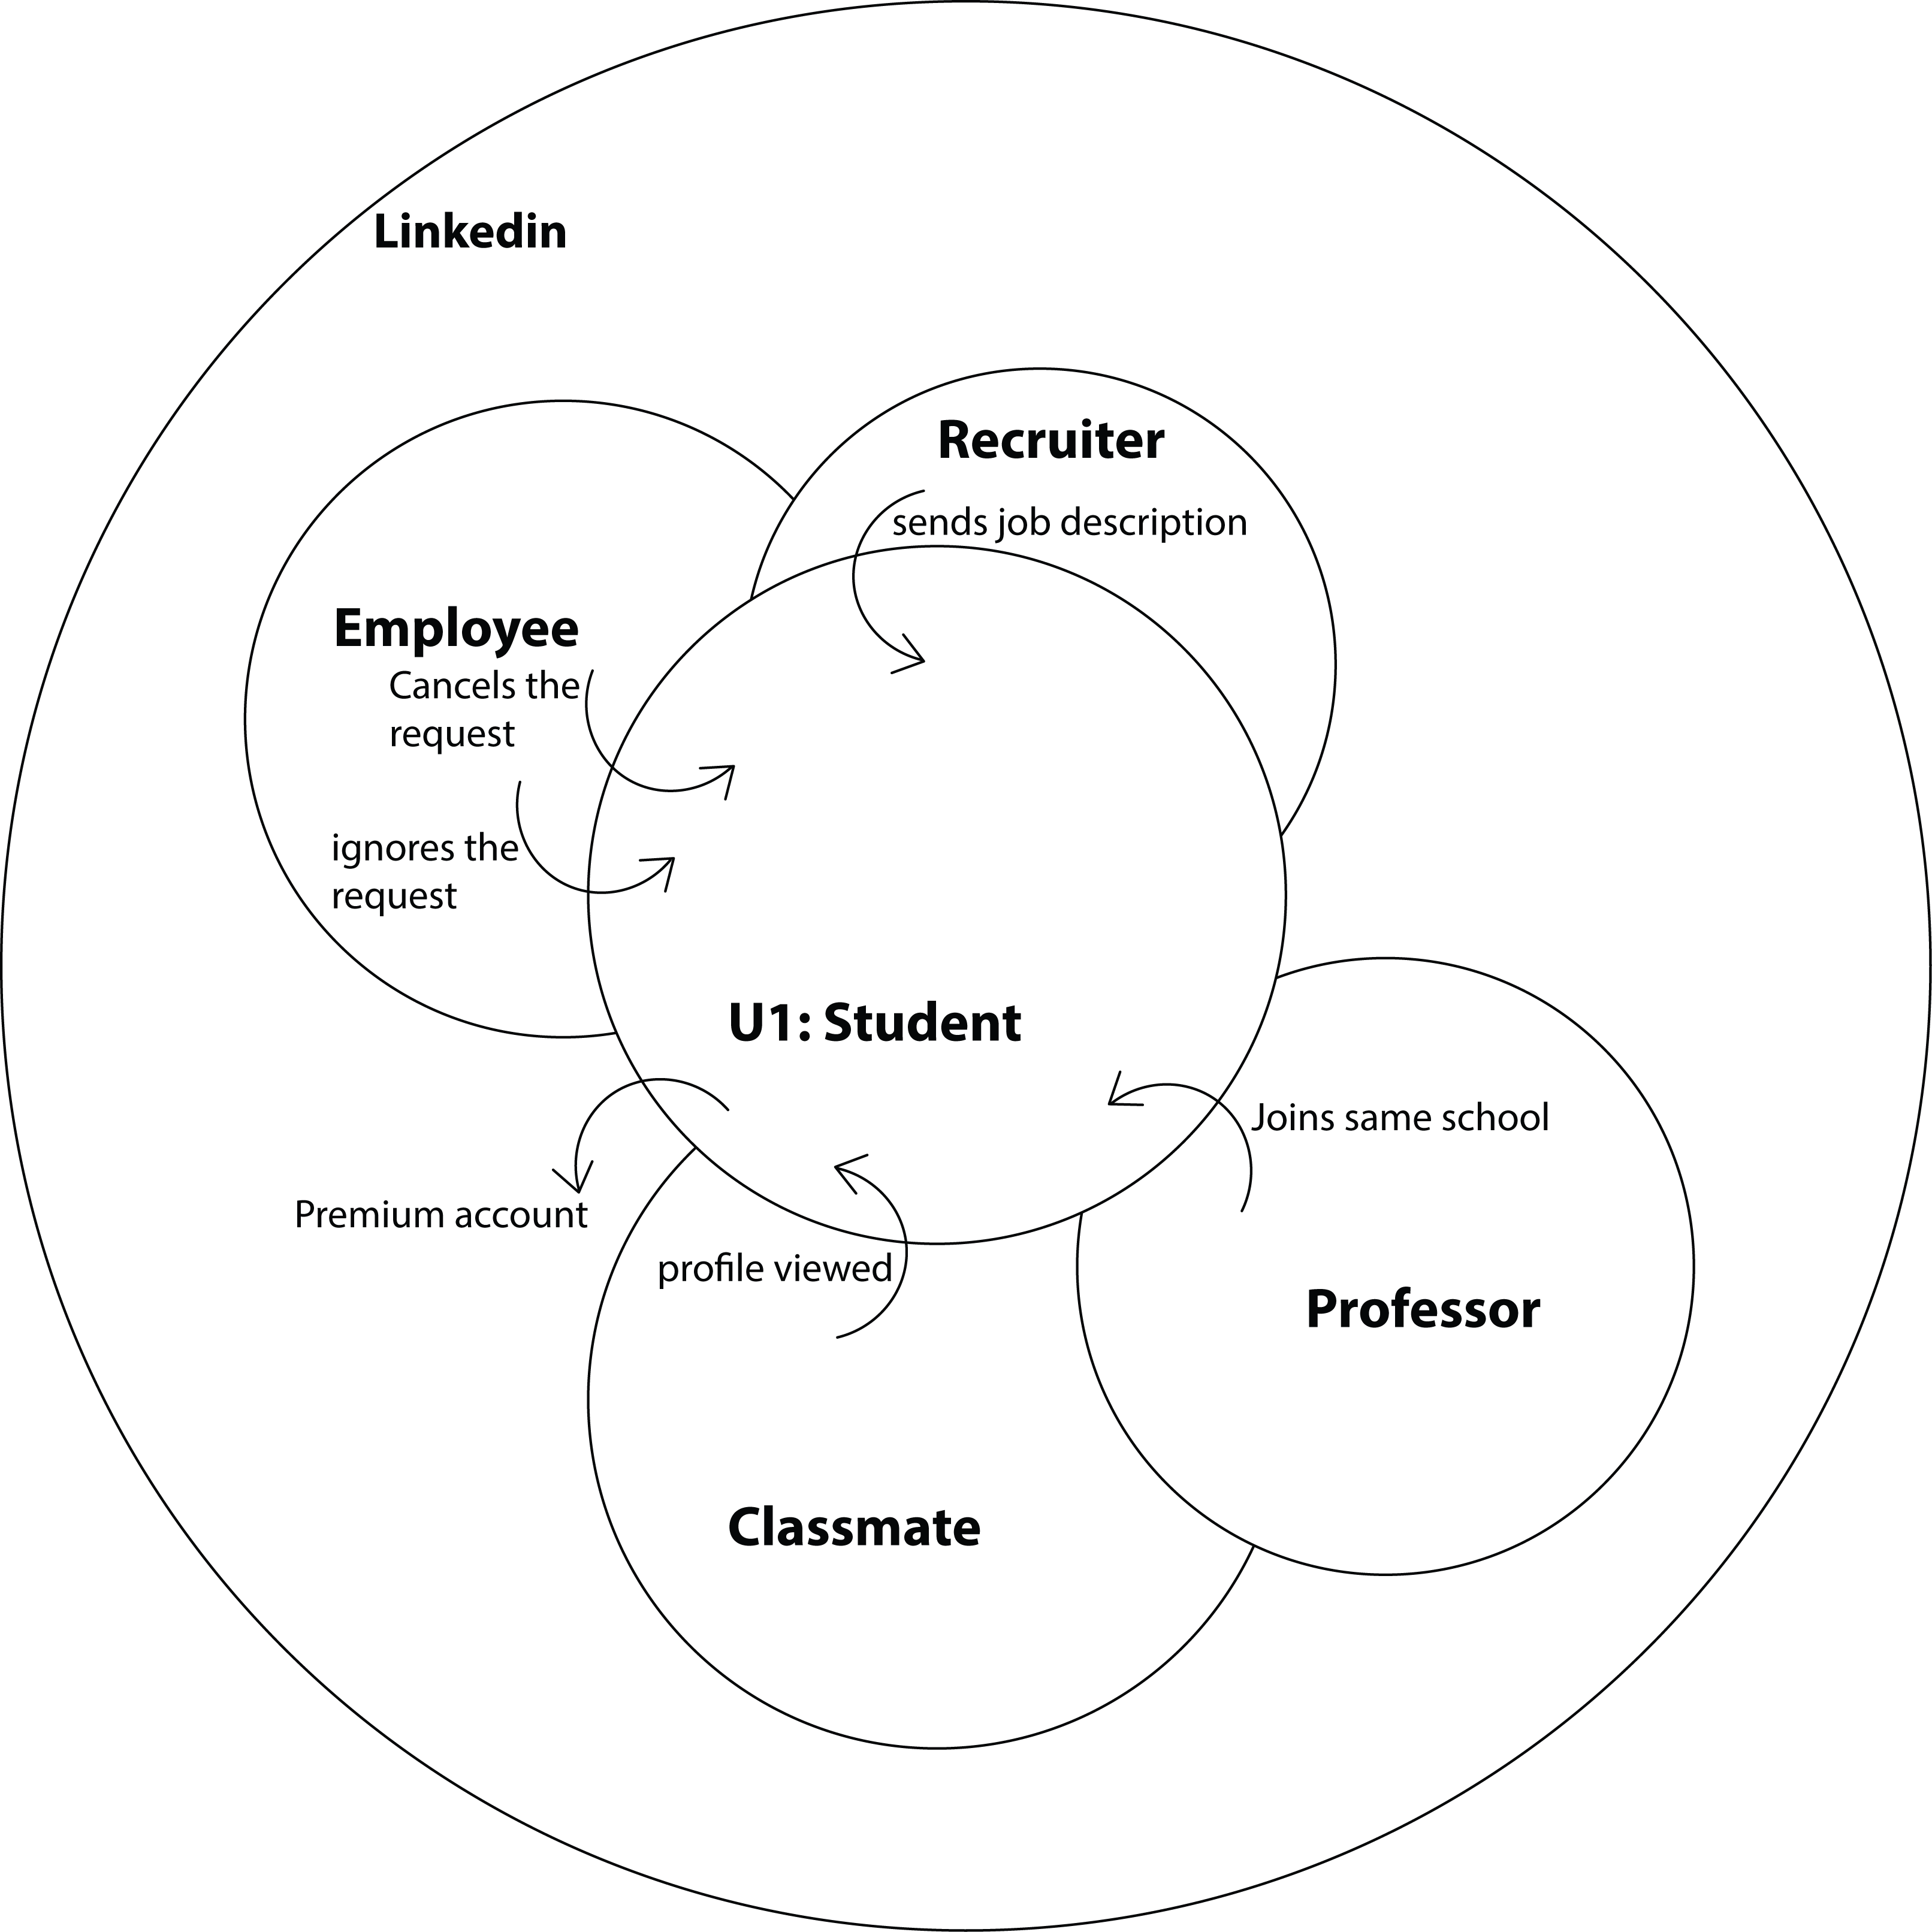 Linkedin
Recruiter
sends job description
Employee
Cancels the
request
ignores the
request
U1: Student
Joins same school
Premium account
profile viewed
Professor
Classmate